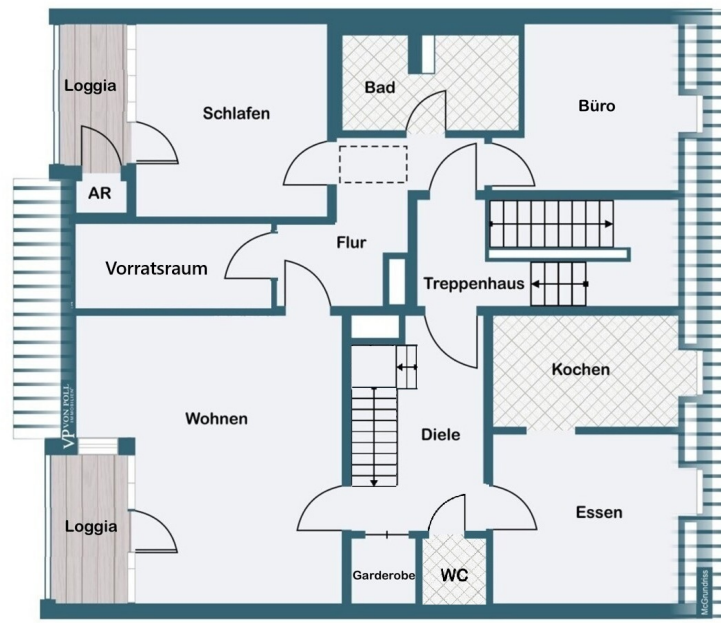 Loggia
Schlafen
Bad
Büro
AR
Vorratsraum
Flur
Treppenhaus
Wohnen
Kochen
Diele
Essen
Loggia
Garderobe
WC
VP VON POLL
IMMOBILIEN
McGrundriss